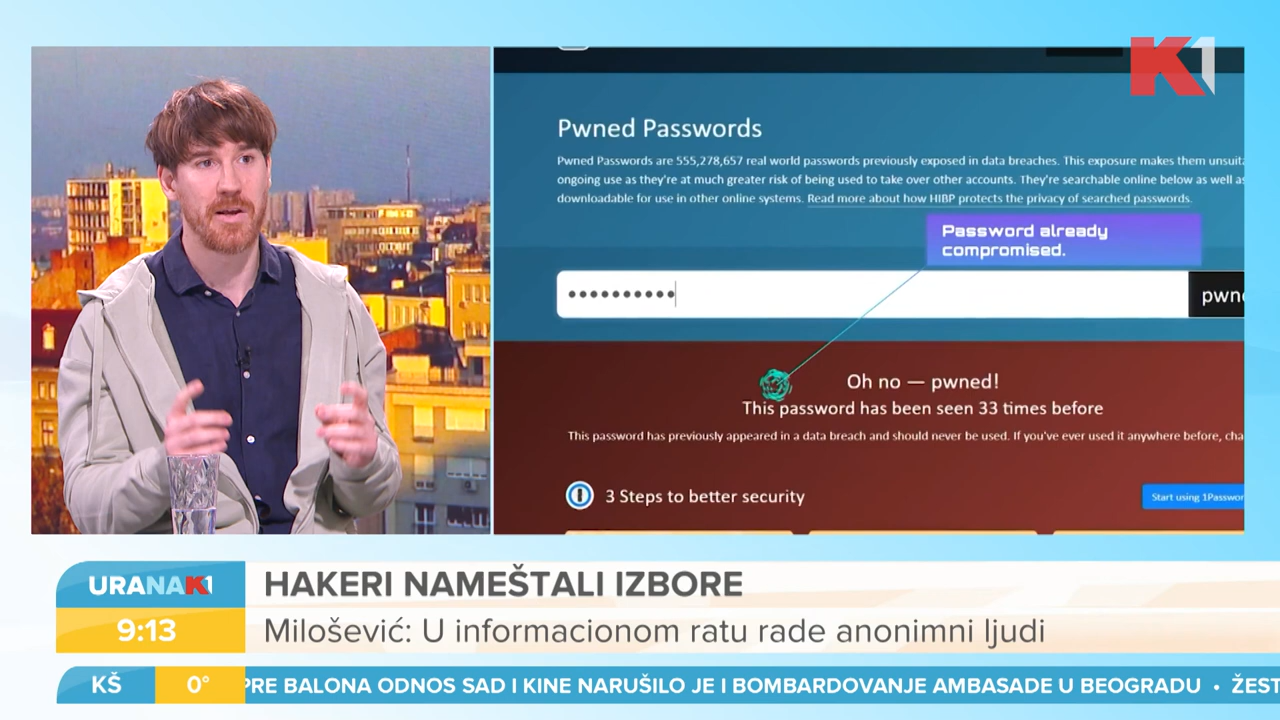 K1
Pwned Passwords
Pwned Passwords are 555,278,657 real world passwords previously exposed in data breaches. This exposure makes them
ongoing use as they're at much greater risk of being used to take over other accounts. They're searchable online below as well as
downloadable for use in other online systems. Read more about how HIBP protects the privacy of searched passwords.
Password already
compromised.
••••••••••
Oh no — pwned!
This password has been seen 33 times before
This password has previously appeared in a data breach and should never be used. If you've ever used it anywhere before,
3 Steps to better security
Start using
URANAK1
HAKERI NAMEŠTALI IZBORE
9:13
Milošević: U informacionom ratu rade anonimni ljudi
KŠ
0°
PRE BALONA ODNOS SAD I KINE NARUŠILO JE I BOMBARDOVANJE AMBASADE U BEOGRADU •